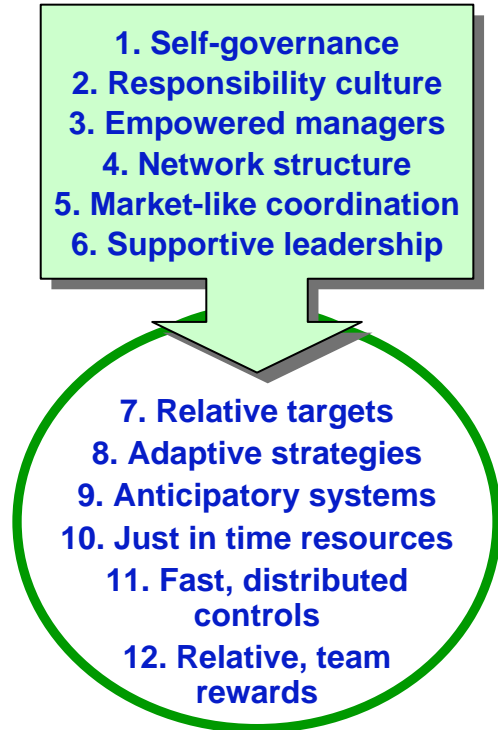 1. Self-governance
2. Responsibility culture
3. Empowered managers
4. Network structure
5. Market-like coordination
6. Supportive leadership
7. Relative targets
8. Adaptive strategies
9. Anticipatory systems
10. Just in time resources
11. Fast, distributed
controls
12. Relative, team
rewards